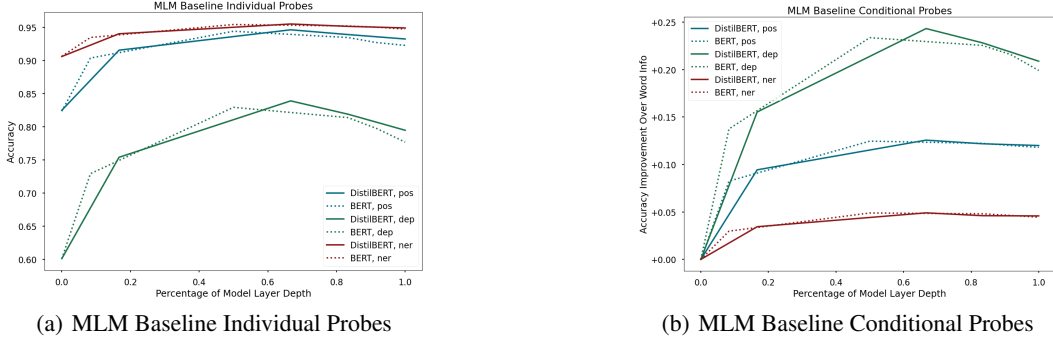 MLM Baseline Individual Probes
0.95
0.90
0.85
0.80
0.75
0.70
0.65
0.60
Accuracy
DistilBERT, pos
BERT, pos
DistilBERT, dep
BERT, dep
DistilBERT, ner
BERT, ner
0.0 0.2 0.4 0.6 0.8 1.0
Percentage of Model Layer Depth
(a) MLM Baseline Individual Probes
MLM Baseline Conditional Probes
DistilBERT, pos
BERT, pos
DistilBERT, dep
BERT, dep
DistilBERT, ner
BERT, ner
+0.25
+0.20
+0.15
+0.10
+0.05
+0.00
Accuracy Improvement Over Word Info
0.0 0.2 0.4 0.6 0.8 1.0
Percentage of Model Layer Depth
(b) MLM Baseline Conditional Probes